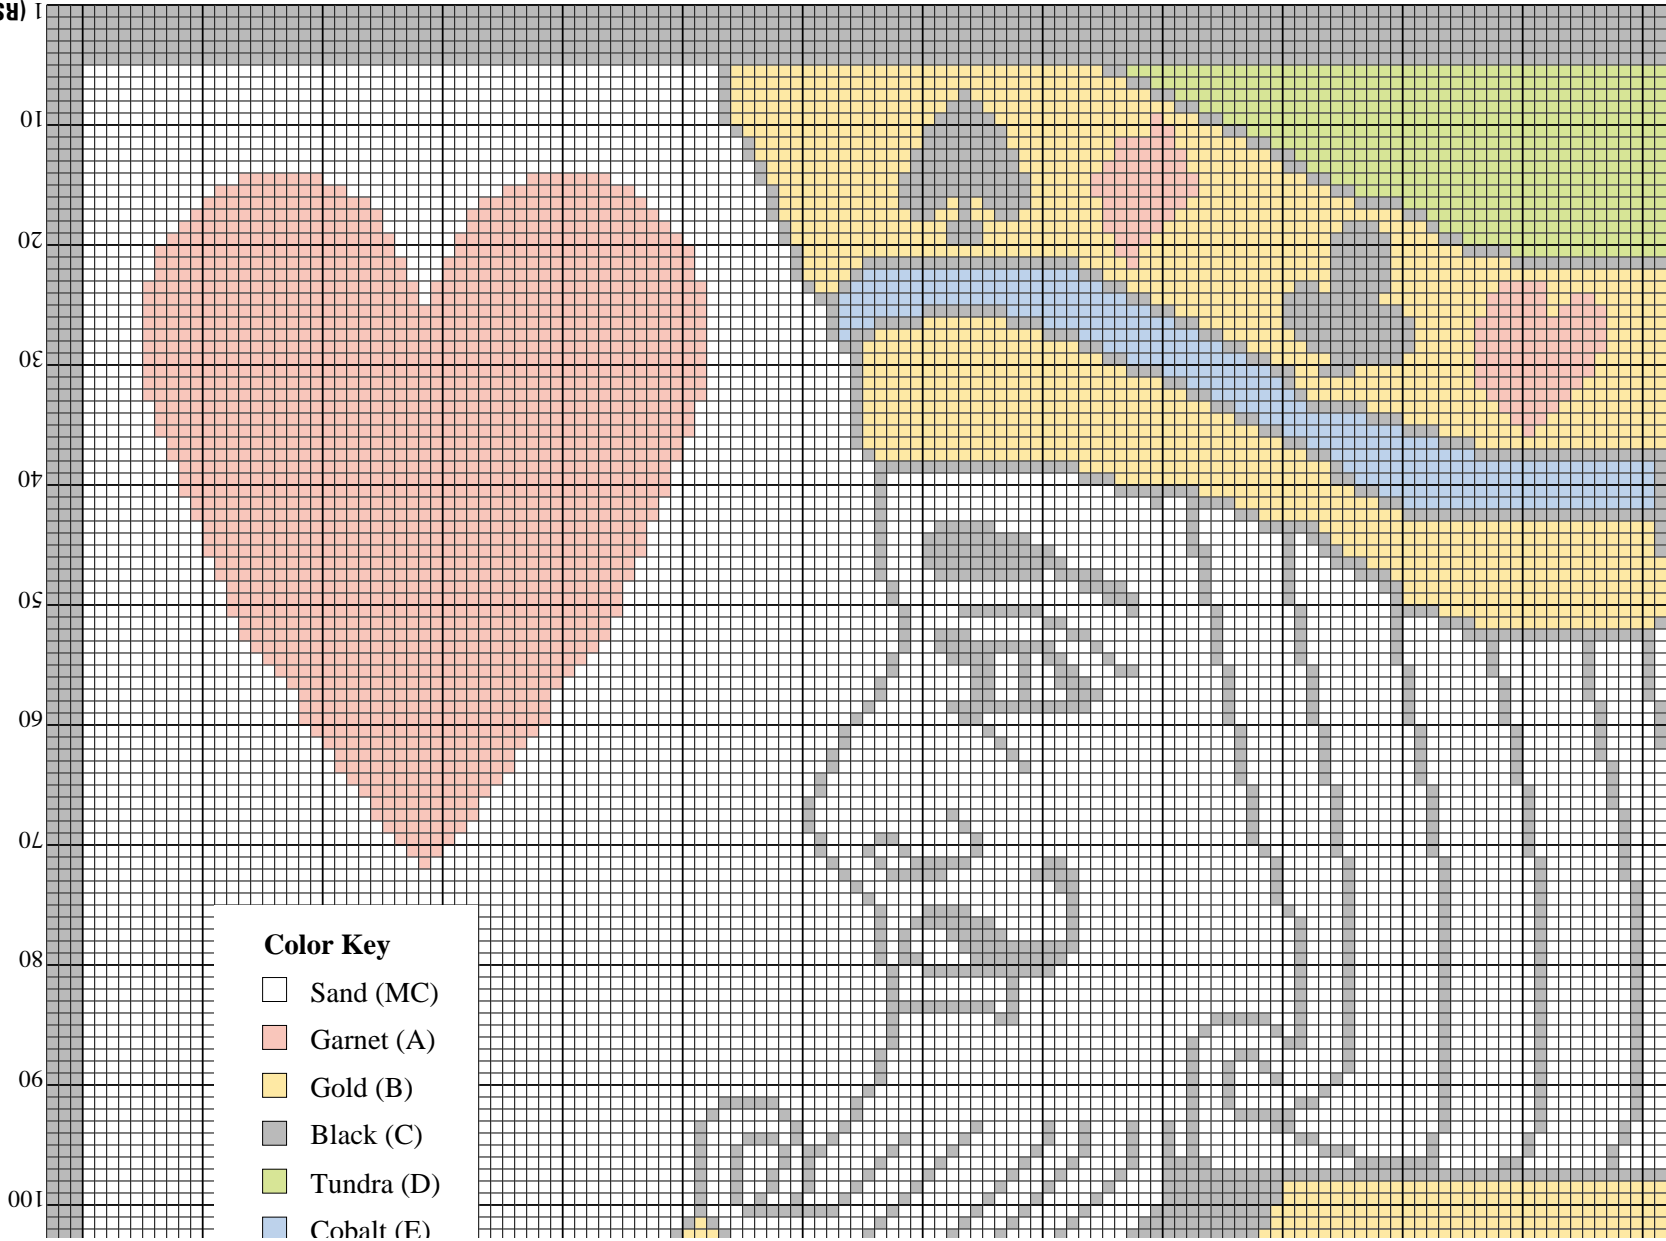 1 (RS
10
20
30
40
50
60
70
80
90
100
Color Key
Sand (MC)
Garnet (A)
Gold (B)
Black (C)
Tundra (D)
Cobalt (E)